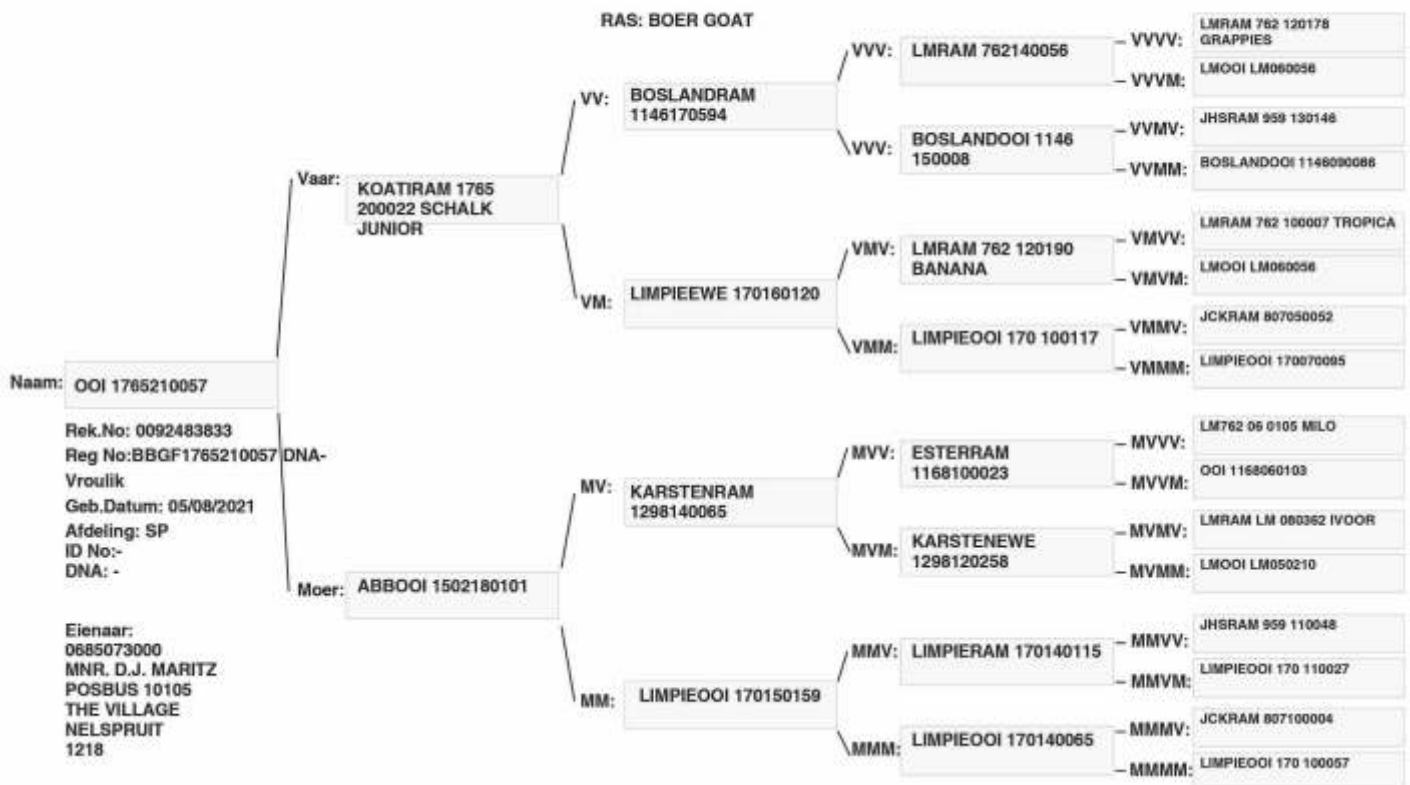 RAS: BOER GOAT
Naam: OOI 1765210057
Rek.No: 0092483833
Reg No:BBGF1765210057 DNA-
Vroulik
Geb.Datum: 05/08/2021
Afdeling: SP
ID No:-
DNA: -
Eienaar:
0685073000
MNR. D.J. MARITZ
POSBUS 10105
THE VILLAGE
NELSPRUIT
1218
Vaar: KOATIRAM 1765
200022 SCHALK
JUNIOR
Moer: ABBOOI 1502180101
VV: BOSLANDRAM
1146170594
VM: LIMPIEEWE 170160120
MV: KARSTENRAM
1298140065
MM: LIMPIEOOI 170150159
VVV: LMRAM 762140056
VVV: BOSLANDOOI 1146
150008
VMV: LMRAM 762 120190
BANANA
VMM: LIMPIEOOI 170 100117
MVV: ESTERRAM
1168100023
MVM: KARSTENEWE
1298120258
MMV: LIMPIERAM 170140115
MMM: LIMPIEOOI 170140065
VVVV: LMRAM 762 120178
GRAPPIES
VVVM: LMOOI LM060056
VVMV: JHSRAM 959 130146
VVMM: BOSLANDOOI 1146090086
VMVV: LMRAM 762 100007 TROPICA
VMVM: LMOOI LM060056
VMMV: JCKRAM 807050052
VMMM: LIMPIEOOI 170070095
MVVV: LM762 06 0105 MILO
MVVM: OOI 1168060103
MVMV: LMRAM LM 080362 IVOOR
MVMM: LMOOI LM050210
MMVV: JHSRAM 959 110048
MMVM: LIMPIEOOI 170 110027
MMMV: JCKRAM 807100004
MMMM: LIMPIEOOI 170 100057